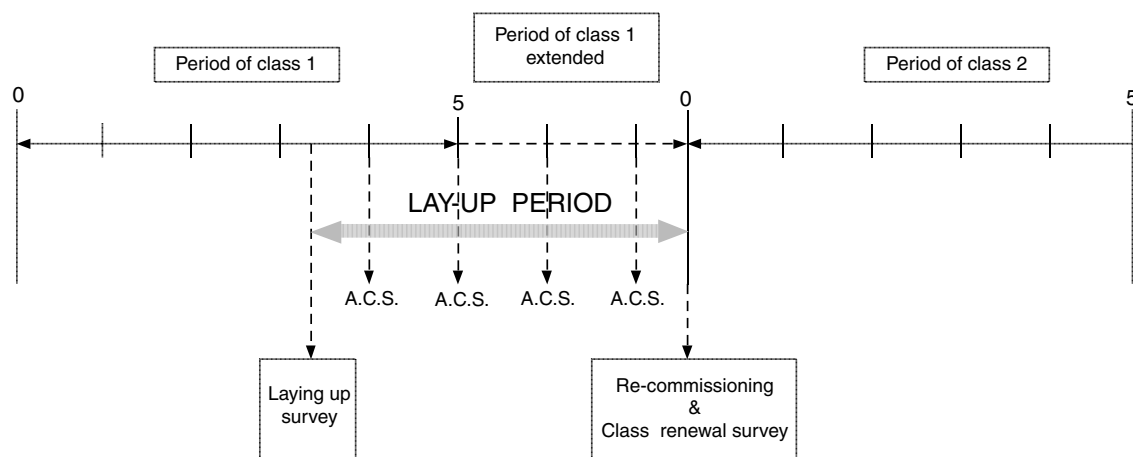 Period of class 1
Period of class 1
extended
Period of class 2
0
5
0
5
LAY-UP PERIOD
A.C.S.
A.C.S.
A.C.S.
A.C.S.
Laying up
survey
Re-commissioning
&
Class renewal survey